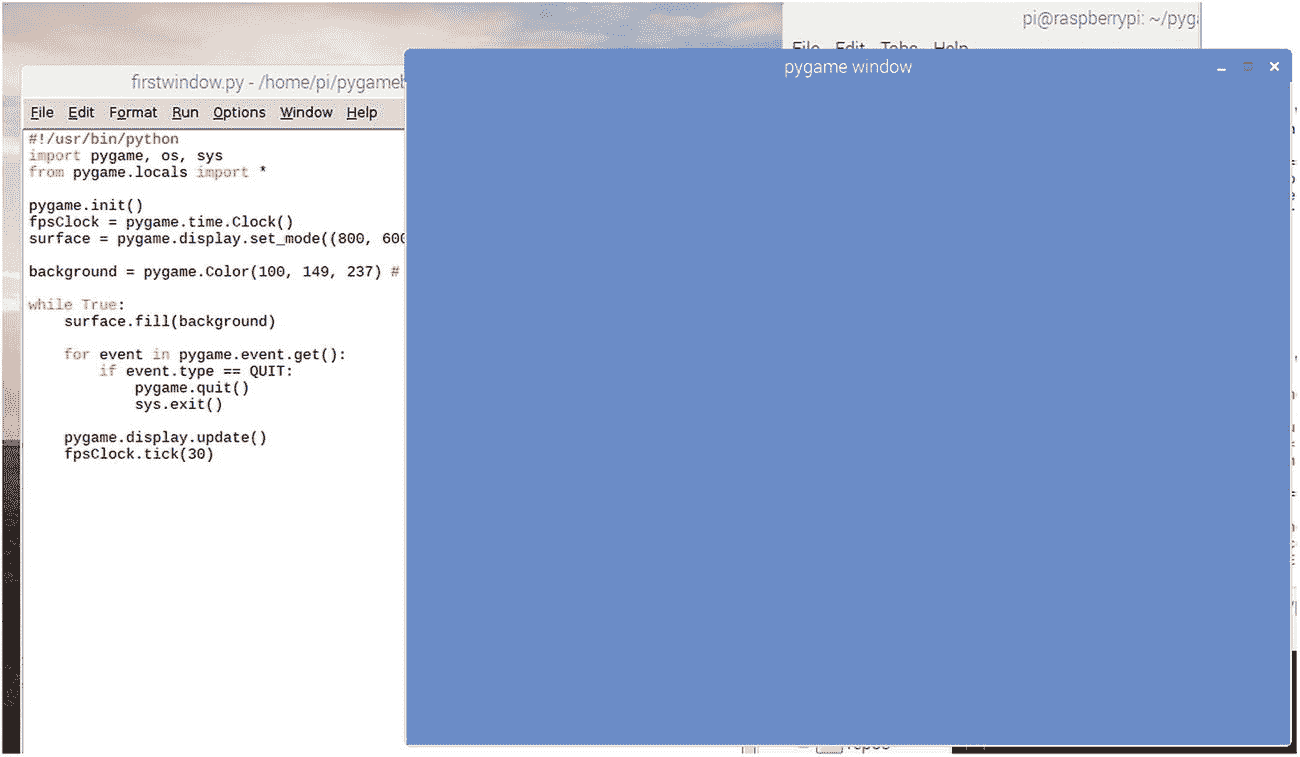 pi@raspberrypi: ~/pyg
File Edit Tabs Help
pygame window
firstwindow.py - /home/pi/pygameb
File Edit Format Run Options Window Help
#!/usr/bin/python
import pygame, os, sys
from pygame.locals import *
pygame.init()
fpsClock = pygame.time.Clock()
surface = pygame.display.set_mode((800, 600
background = pygame.Color(100, 149, 237) #
while True:
surface.fill(background)
for event in pygame.event.get():
if event.type == QUIT:
pygame.quit()
sys.exit()
pygame.display.update()
fpsClock.tick(30)